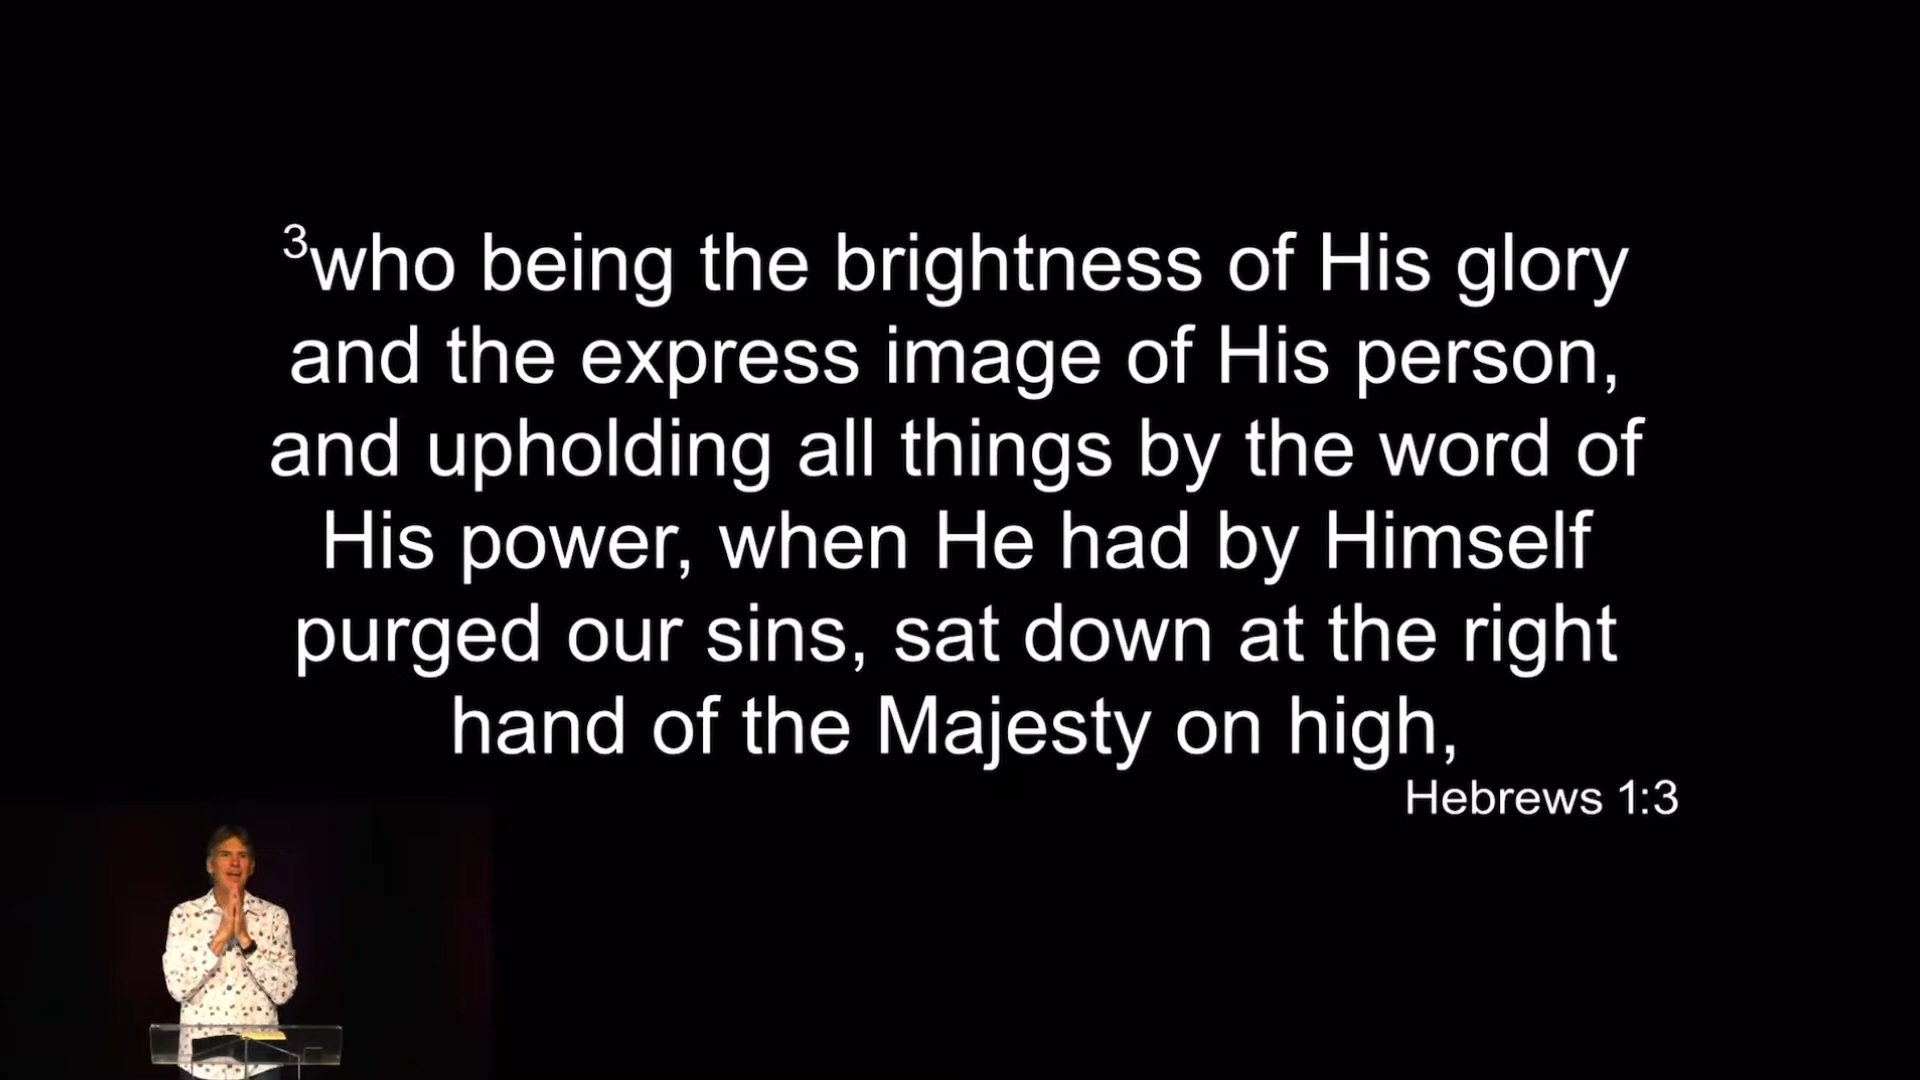 3who being the brightness of His glory
and the express image of His person,
and upholding all things by the word of
His power, when He had by Himself
purged our sins, sat down at the right
hand of the Majesty on high,
Hebrews 1:3